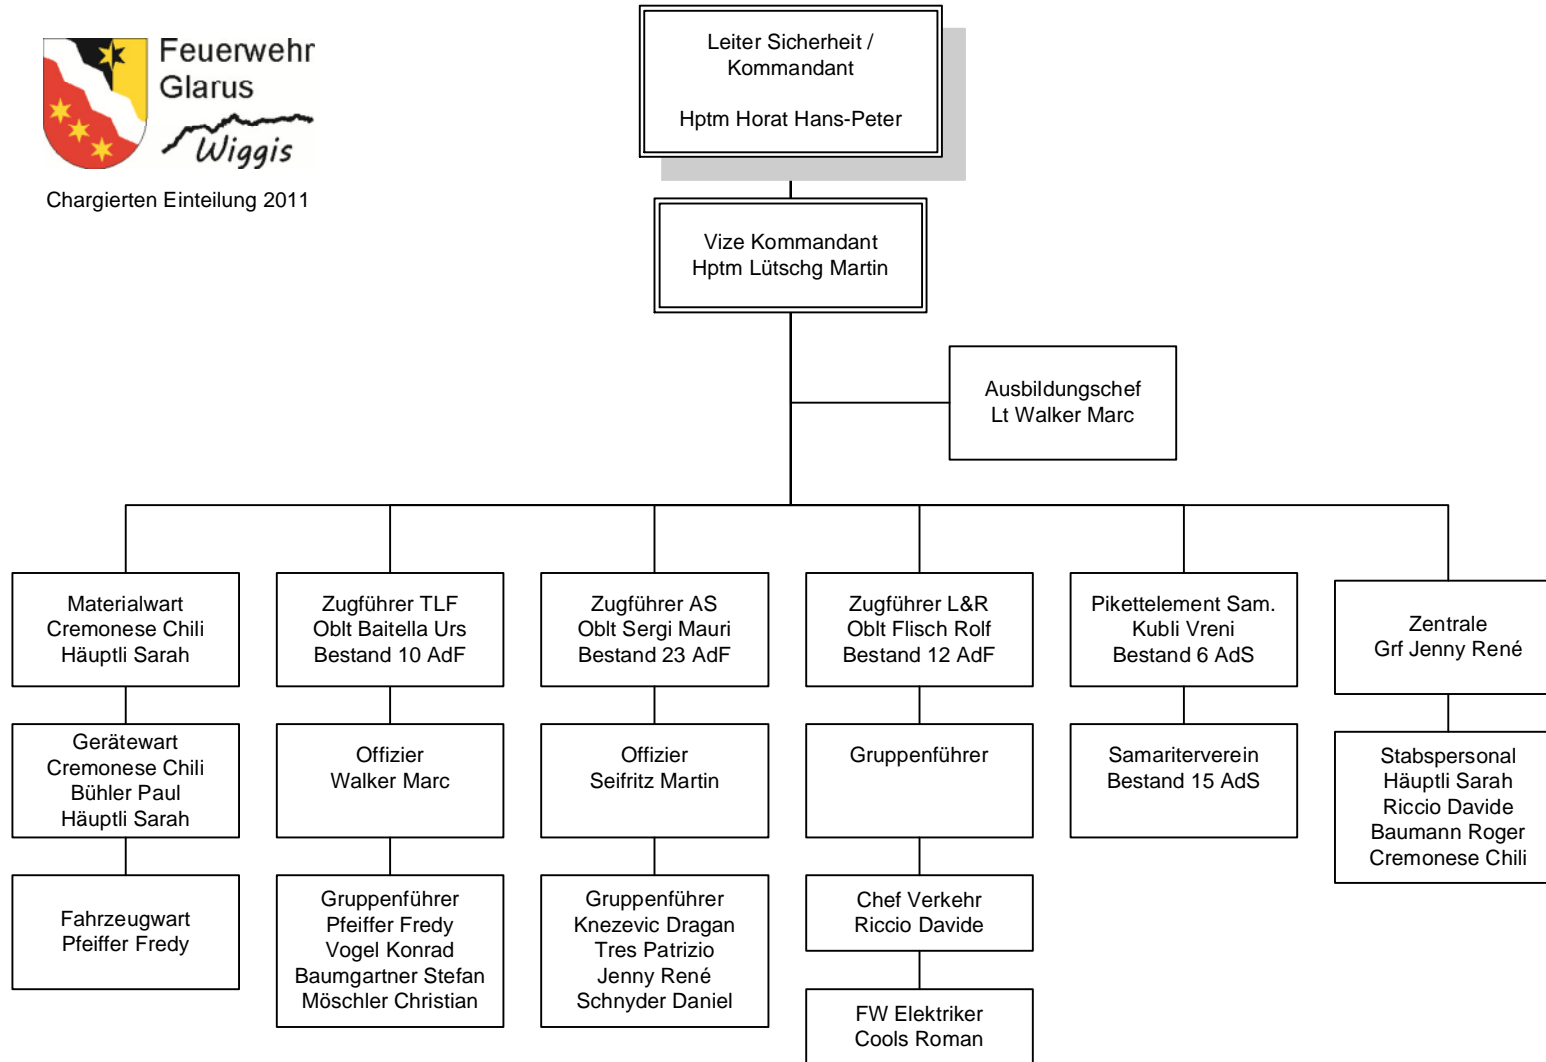 Feuerwehr
Glarus
Wiggis
Chargierten Einteilung 2011
Leiter Sicherheit /
Kommandant
Hptm Horat Hans-Peter
Vize Kommandant
Hptm Lütschg Martin
Ausbildungschef
Lt Walker Marc
Materialwart
Cremonese Chili
Häuptli Sarah
Gerätewart
Cremonese Chili
Bühler Paul
Häuptli Sarah
Fahrzeugwart
Pfeiffer Fredy
Zugführer TLF
Oblt Baitella Urs
Bestand 10 AdF
Offizier
Walker Marc
Gruppenführer
Pfeiffer Fredy
Vogel Konrad
Baumgartner Stefan
Möschler Christian
Zugführer AS
Oblt Sergi Mauri
Bestand 23 AdF
Offizier
Seifritz Martin
Gruppenführer
Knezevic Dragan
Tres Patrizio
Jenny René
Schnyder Daniel
Zugführer L&R
Oblt Flisch Rolf
Bestand 12 AdF
Gruppenführer
Chef Verkehr
Riccio Davide
FW Elektriker
Cools Roman
Pikettelement Sam.
Kubli Vreni
Bestand 6 AdS
Samariterverein
Bestand 15 AdS
Zentrale
Grf Jenny René
Stabspersonal
Häuptli Sarah
Riccio Davide
Baumann Roger
Cremonese Chili